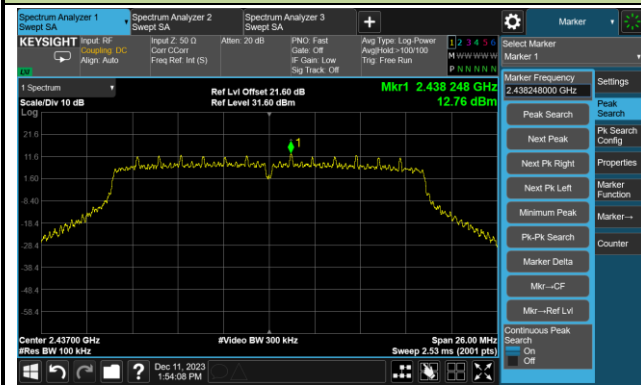 Spectrum Analyzer 1
Swept SA
Spectrum Analyzer 2
Swept SA
Spectrum Analyzer 3
Swept SA
+
Marker
KEYSIGHT
Input: RF
Coupling: DC
Align: Auto
Input Z: 50 Ω
Corr CCorr
Freq Ref: Int (S)
Atten: 20 dB
PNO: Fast
Gate: Off
IF Gain: Low
Sig Track: Off
Avg Type: Log-Power
Avg|Hold:>100/100
Trig: Free Run
1 2 3 4 5 6
M W W W W W
P N N N N N
Select Marker
Marker 1
1 Spectrum
Scale/Div 10 dB
Log
Ref Lvl Offset 21.60 dB
Ref Level 31.60 dBm
Mkr1 2.438 248 GHz
12.76 dBm
21.6
11.6
1.60
-8.40
-18.4
-28.4
-38.4
-48.4
-58.4
1
Center 2.43700 GHz
#Res BW 100 kHz
#Video BW 300 kHz
Span 26.00 MHz
Sweep 2.53 ms (2001 pts)
Marker Frequency
2.438248000 GHz
Peak Search
Next Peak
Next Pk Right
Next Pk Left
Minimum Peak
Pk-Pk Search
Marker Delta
Mkr→CF
Mkr→Ref Lvl
Continuous Peak
Search
On
Off
Settings
Peak
Search
Pk Search
Config
Properties
Marker
Function
Marker→
Counter
?
Dec 11, 2023
1:54:08 PM